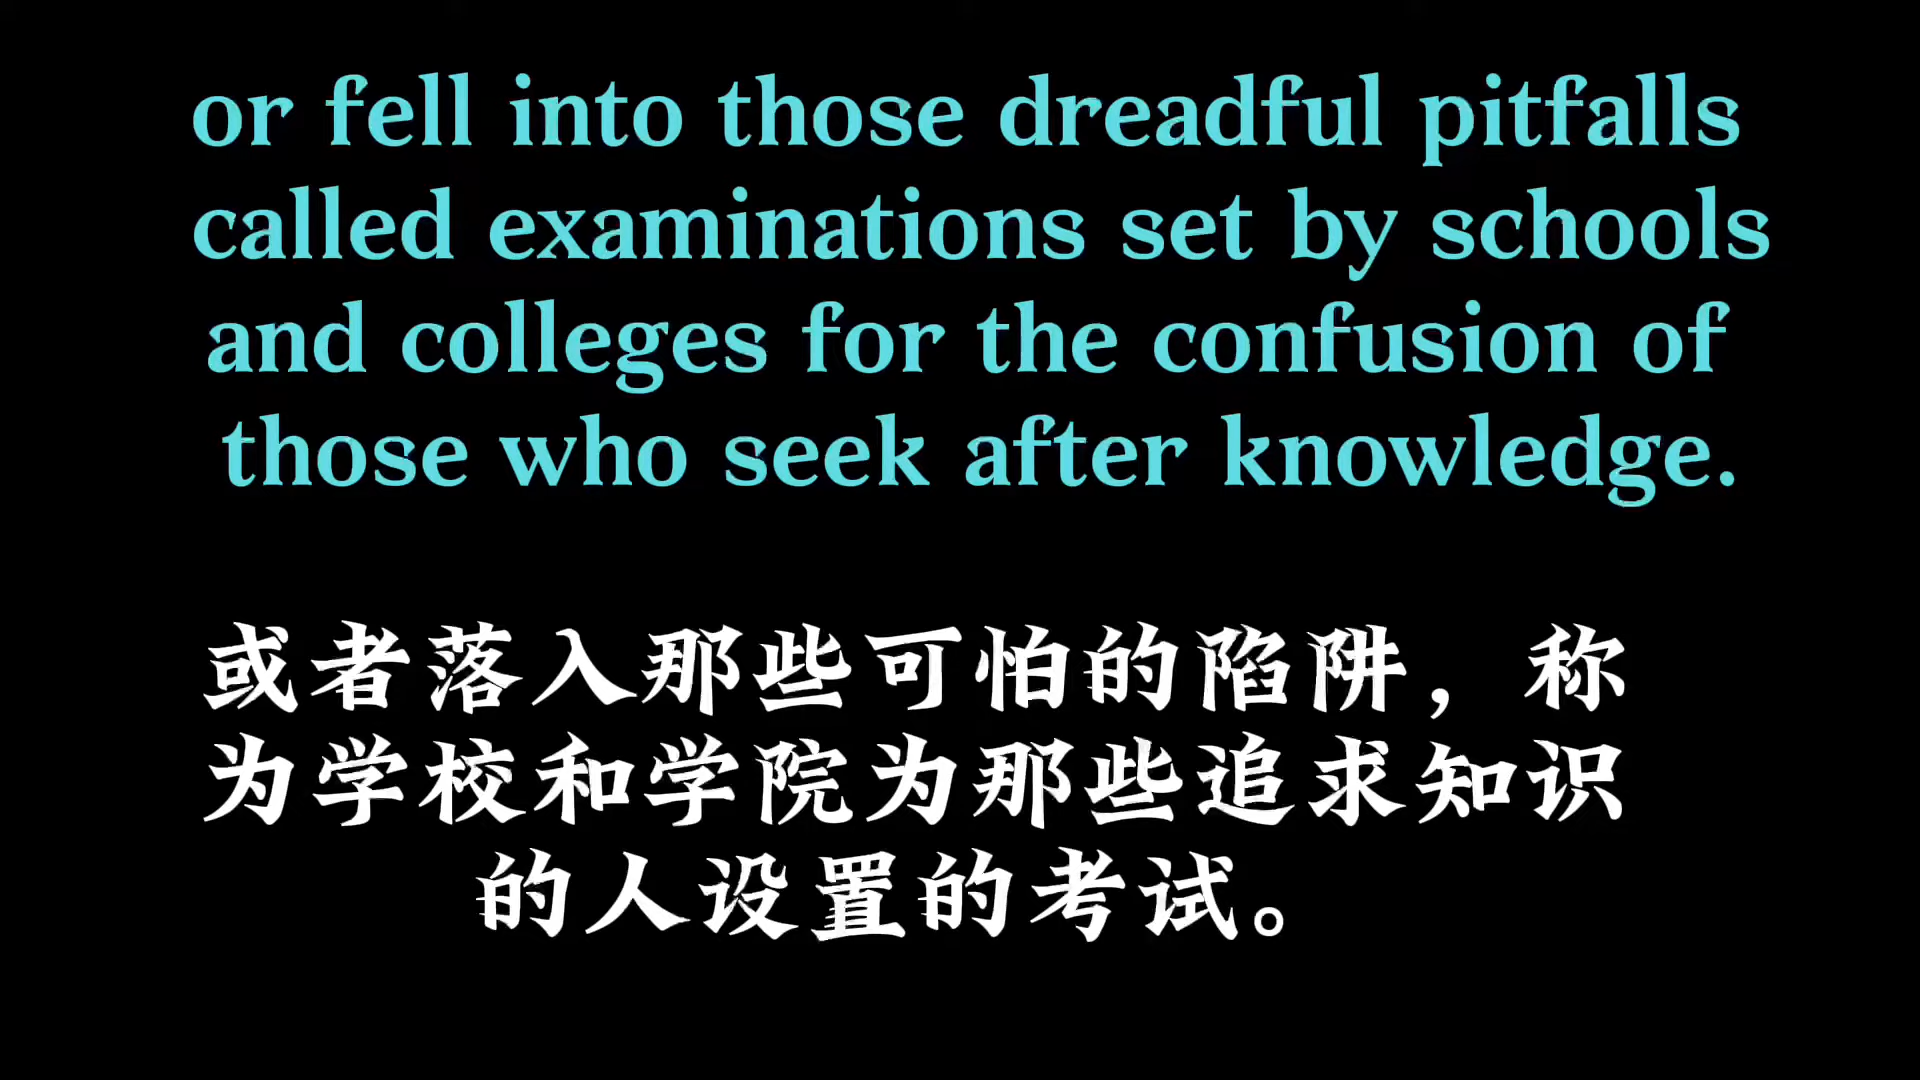 or fell into those dreadful pitfalls
called examinations set by schools
and colleges for the confusion of
those who seek after knowledge.
或者落入那些可怕的陷阱，称
为学校和学院为那些追求知识
的人设置的考试。